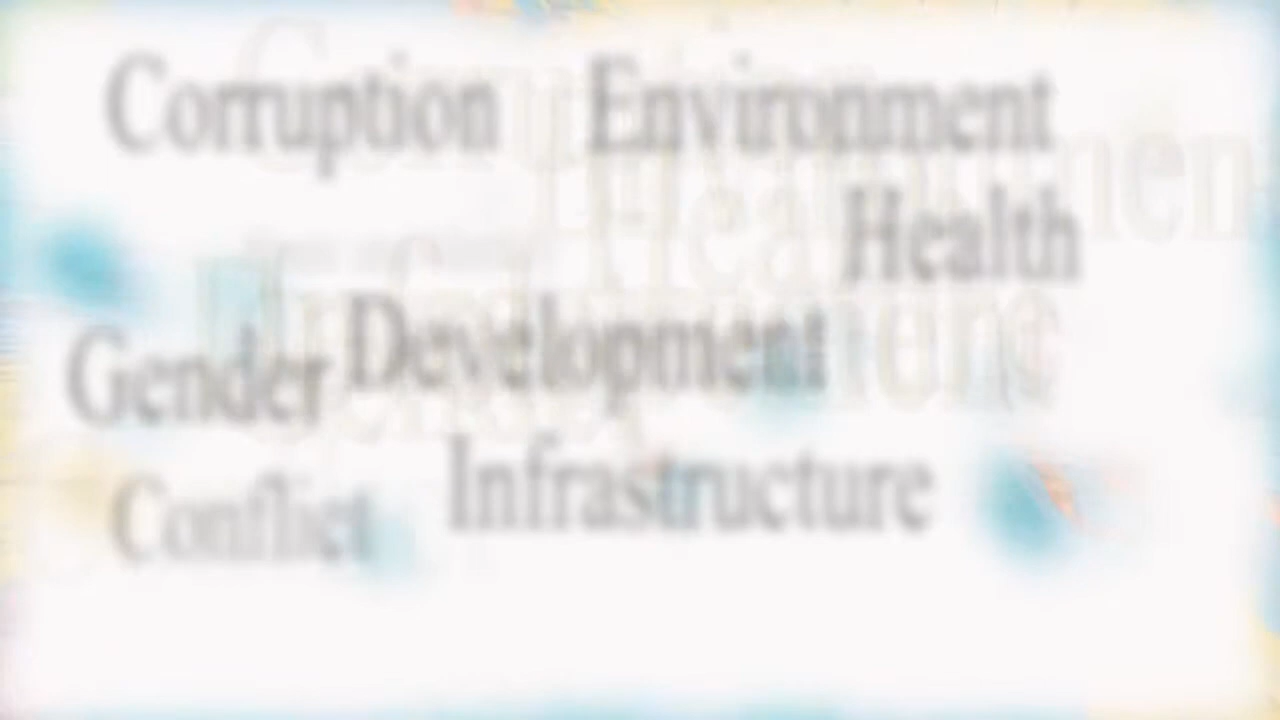 Corruption Environment
Health
Gender Development
Conflict Infrastructure